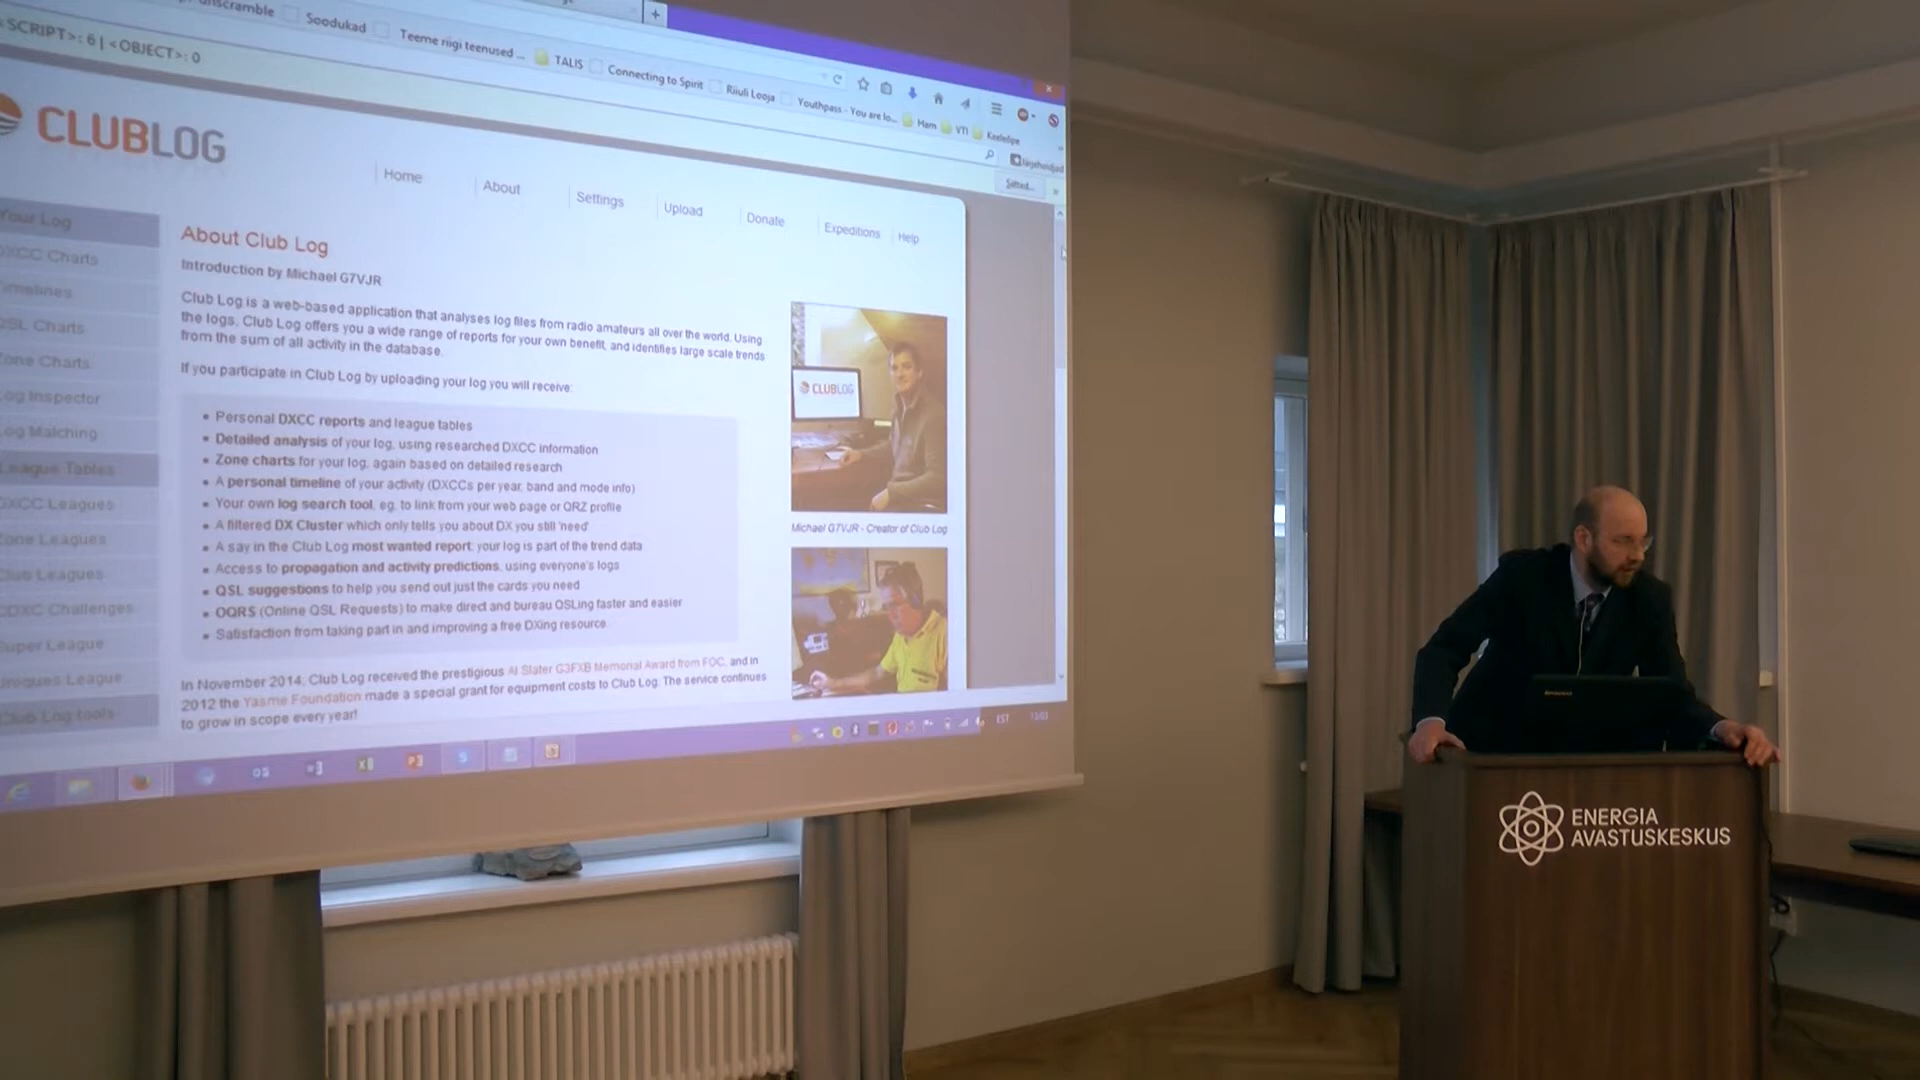 unscramble
Soodukad
Teeme riigi teenused ...
TALIS
Connecting to Spirit
Riiuli Looja
Youthpass - You are lo...
Ham
VTI
Keeleõpe
<SCRIPT>: 6 | <OBJECT>: 0
Sätted...
CLUBLOG
Home
About
Settings
Upload
Donate
Expeditions
Help
Your Log
DXCC Charts
Timelines
QSL Charts
Zone Charts
Log Inspector
Log Matching
League Tables
DXCC Leagues
Zone Leagues
Club Leagues
CDXC Challenges
Super League
League
Club Log tools
About Club Log
Introduction by Michael G7VJR
Club Log is a web-based application that analyses log files from radio amateurs all over the world. Using
the logs, Club Log offers you a wide range of reports for your own benefit, and identifies large scale trends
from the sum of all activity in the database.
If you participate in Club Log by uploading your log you will receive:
• Personal DXCC reports and league tables
• Detailed analysis of your log, using researched DXCC information
• Zone charts for your log, again based on detailed research
• A personal timeline of your activity (DXCCs per year, band and mode info)
• Your own log search tool, eg. to link from your web page or QRZ profile
• A filtered DX Cluster which only tells you about DX you still 'need'
• A say in the Club Log most wanted report: your log is part of the trend data
• Access to propagation and activity predictions, using everyone's logs
• QSL suggestions to help you send out just the cards you need
• OQRS (Online QSL Requests) to make direct and bureau QSLing faster and easier
• Satisfaction from taking part in and improving a free DXing resource
In November 2014, Club Log received the prestigious Al Slater G3FXB Memorial Award from FOC, and in
2012 the Yasme Foundation made a special grant for equipment costs to Club Log. The service continues
to grow in scope every year!
CLUBLOG
Michael G7VJR - Creator of Club Log
EST
ENERGIA
AVASTUSKESKUS